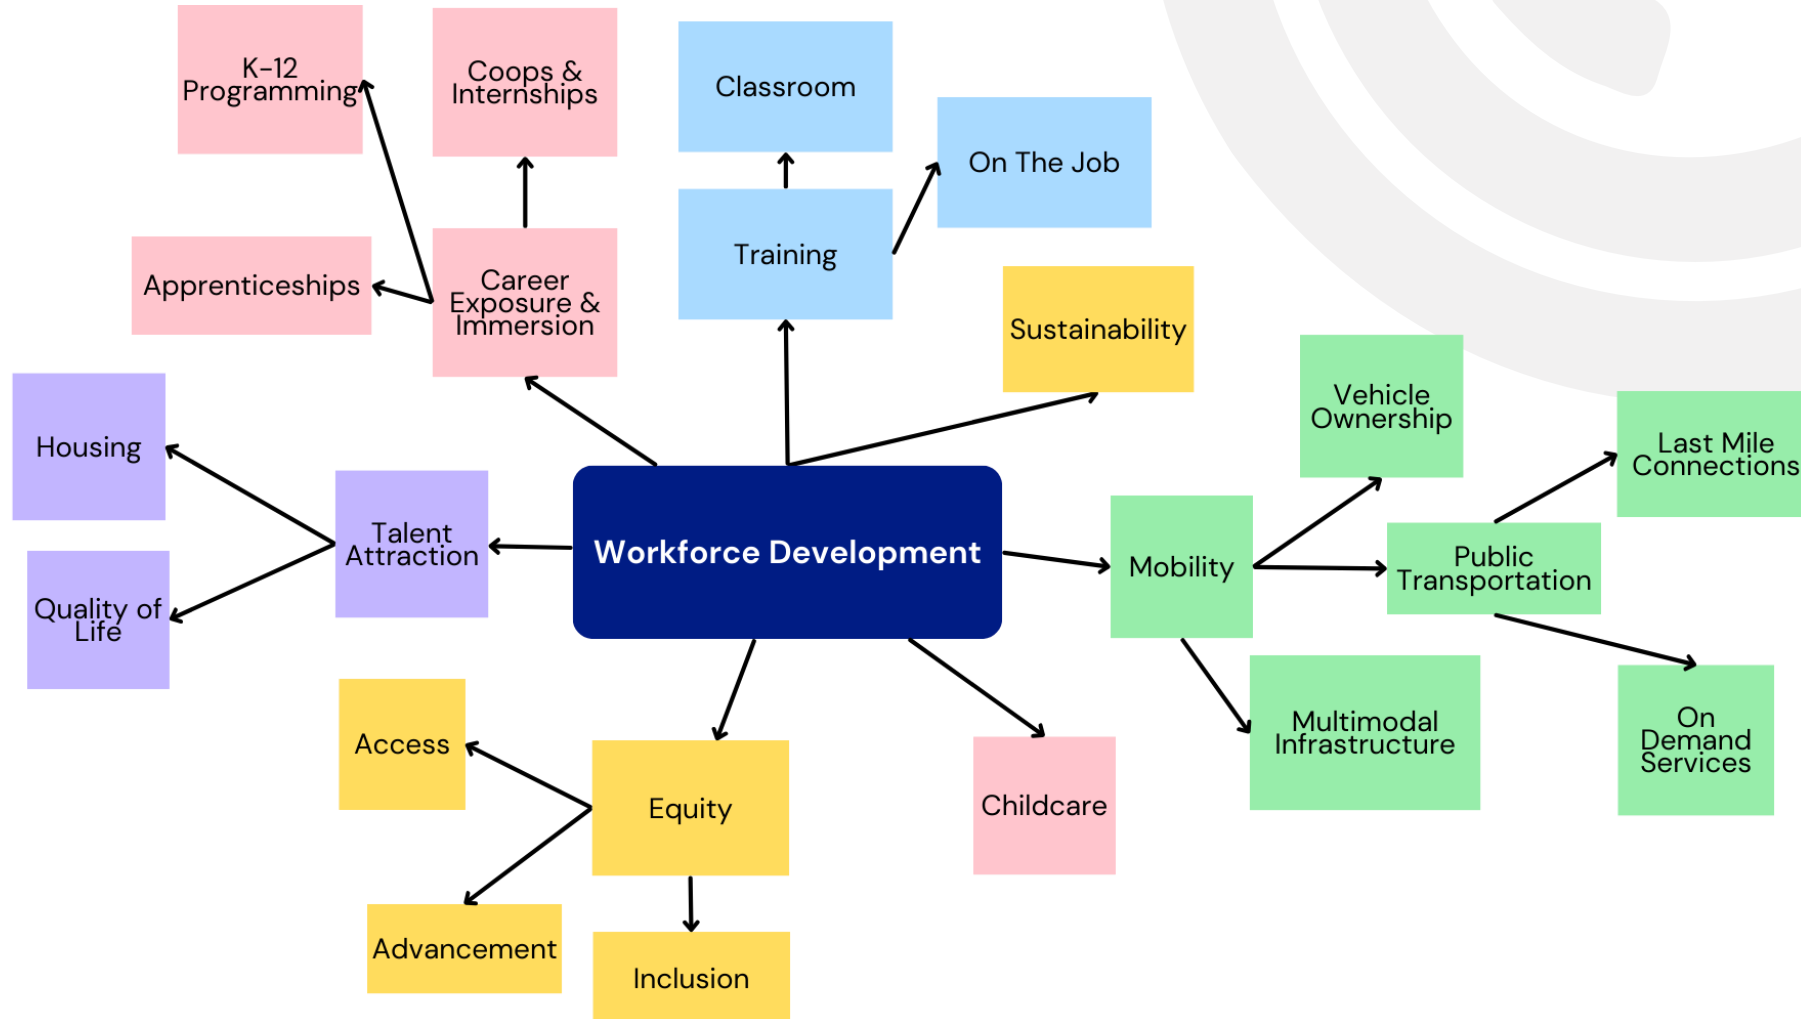 K-12
Programming
Coops &
Internships
Classroom
On The Job
Training
Apprenticeships
Career
Exposure &
Immersion
Sustainability
Vehicle
Ownership
Last Mile
Connections
Housing
Talent
Attraction
Workforce Development
Mobility
Public
Transportation
Quality of
Life
Access
Equity
Childcare
Multimodal
Infrastructure
On
Demand
Services
Advancement
Inclusion